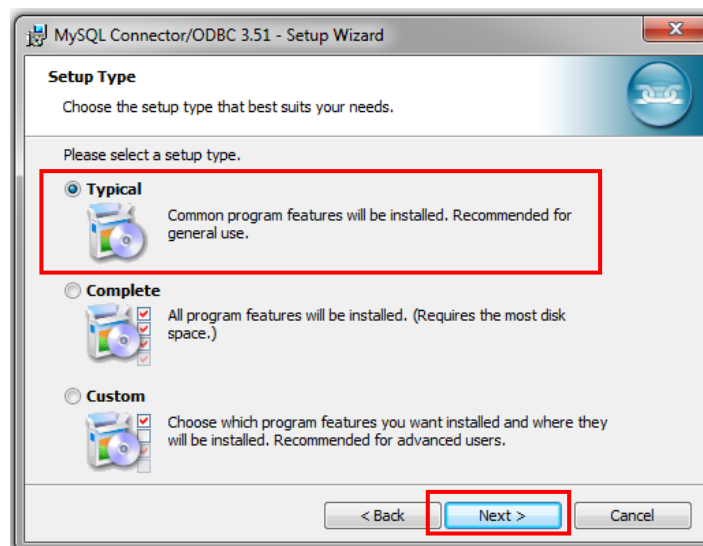 MySQL Connector/ODBC 3.51 - Setup Wizard
Setup Type
Choose the setup type that best suits your needs.
Please select a setup type.
Typical
Common program features will be installed. Recommended for
general use.
Complete
All program features will be installed. (Requires the most disk
space.)
Custom
Choose which program features you want installed and where they
will be installed. Recommended for advanced users.
< Back
Next >
Cancel